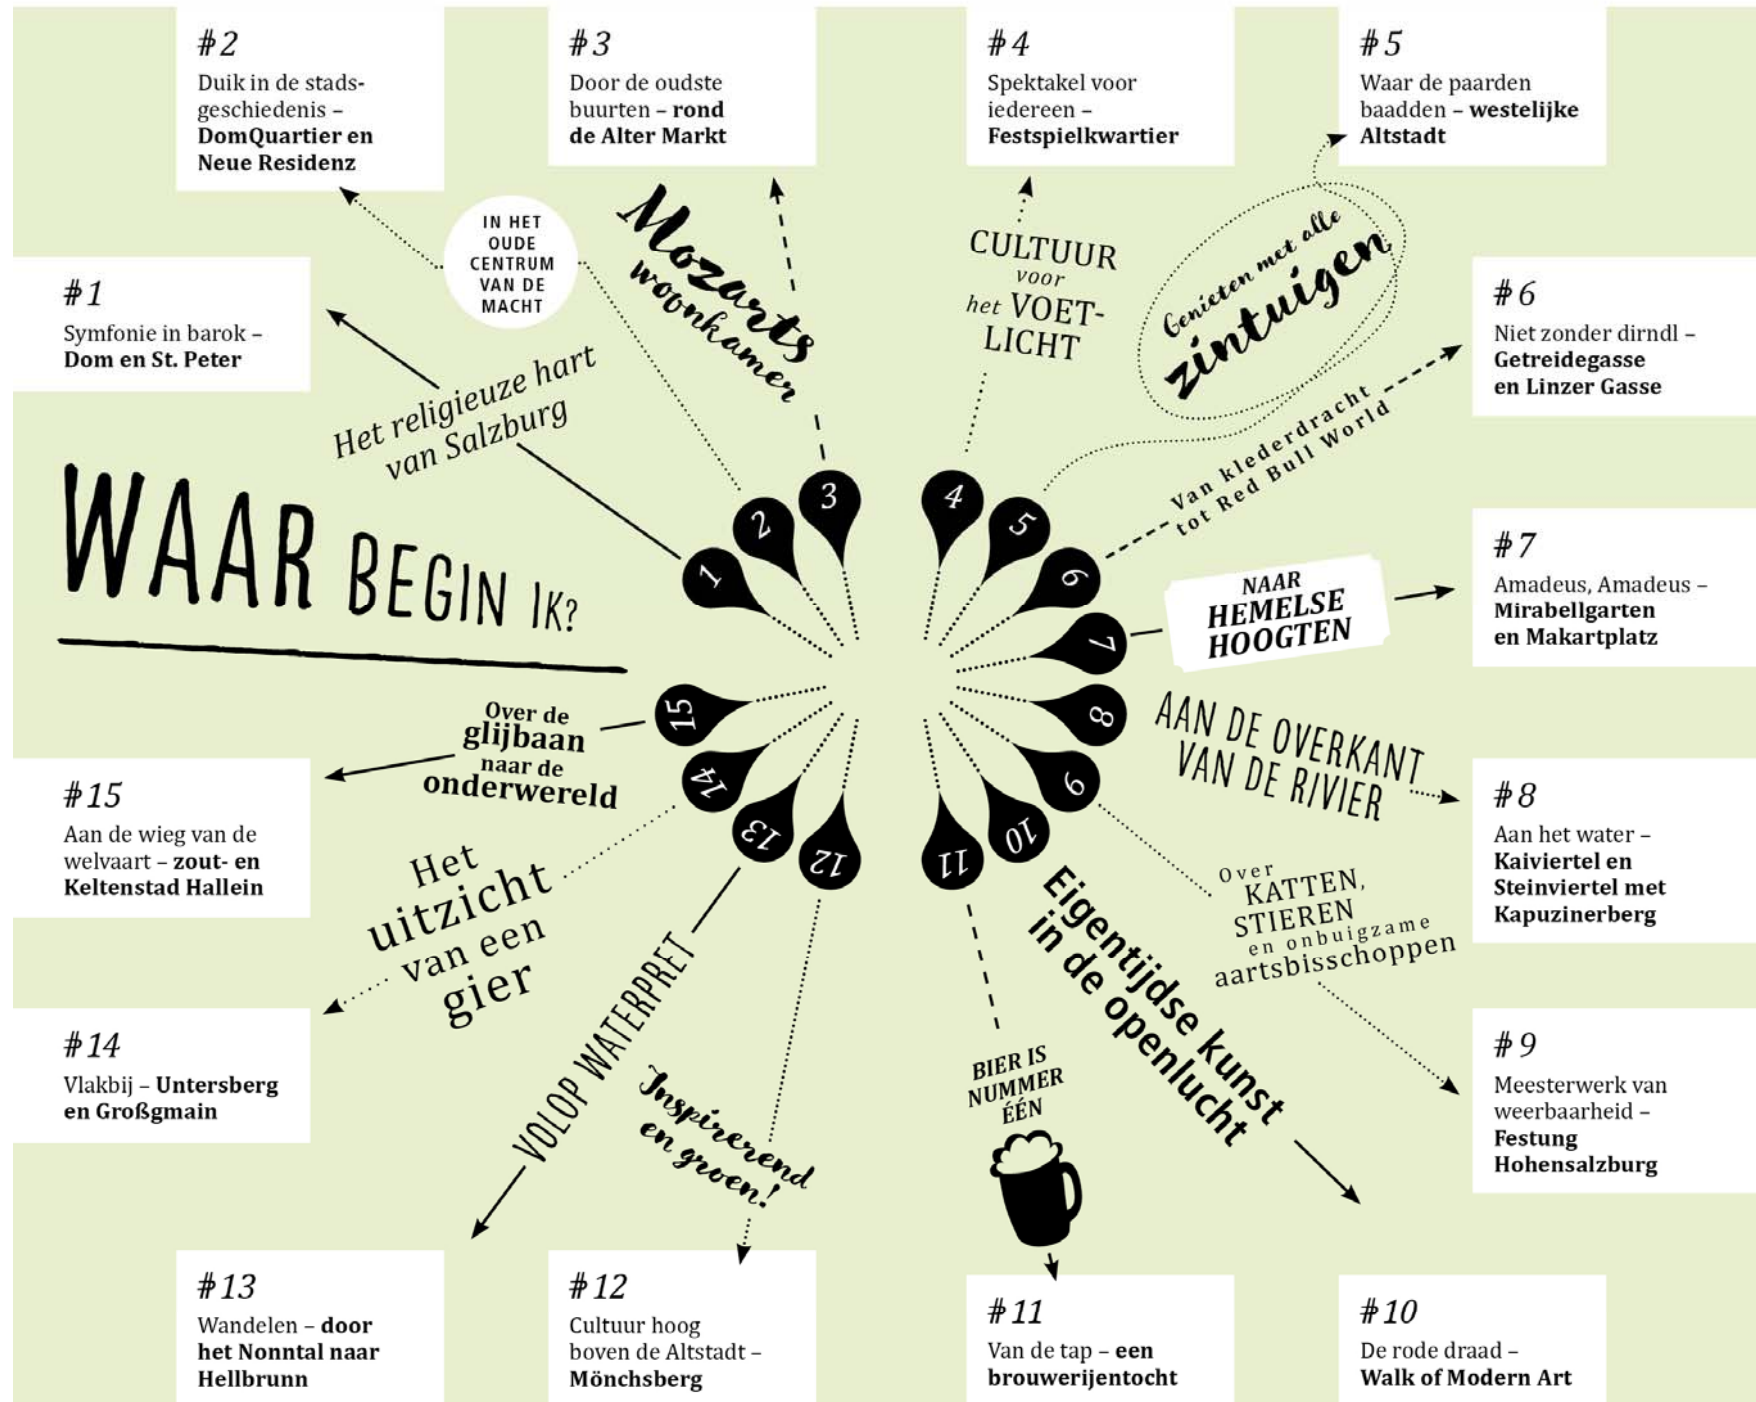 #2
Duik in de stads-
geschiedenis –
DomQuartier en
Neue Residenz
#3
Door de oudste
buurten – rond
de Alter Markt
#4
Spektakel voor
iedereen –
Festspielkwartier
#5
Waar de paarden
baadden – westelijke
Altstadt
#1
Symfonie in barok –
Dom en St. Peter
IN HET
OUDE
CENTRUM
VAN DE
MACHT
Mozarts
woonkamer
CULTUUR
voor
het VOET-
LICHT
Genieten met alle
zintuigen
#6
Niet zonder dirndl –
Getreidegasse
en Linzer Gasse
Het religieuze hart
van Salzburg
Van klederdracht
tot Red Bull World
WAAR BEGIN IK?
1
2
3
4
5
6
7
8
9
10
11
12
13
14
15
NAAR
HEMELSE
HOOGTEN
#7
Amadeus, Amadeus –
Mirabellgarten
en Makartplatz
Over de
glijbaan
naar de
onderwereld
AAN DE OVERKANT
VAN DE RIVIER
#15
Aan de wieg van de
welvaart – zout- en
Keltenstad Hallein
#8
Aan het water –
Kaiviertel en
Steinviertel met
Kapuzinerberg
Het
uitzicht
van een
gier
Over
KATTEN,
STIEREN
en onbuigzame
aartsbisschoppen
Eigentijdse kunst
in de openlucht
#14
Vlakbij – Untersberg
en Großgmain
VOLOP WATERPRET
Inspirerend
en groen!
BIER IS
NUMMER
ÉÉN
#9
Meesterwerk van
weerbaarheid –
Festung
Hohensalzburg
#13
Wandelen – door
het Nonntal naar
Hellbrunn
#12
Cultuur hoog
boven de Altstadt –
Mönchsberg
#11
Van de tap – een
brouwerijentocht
#10
De rode draad –
Walk of Modern Art